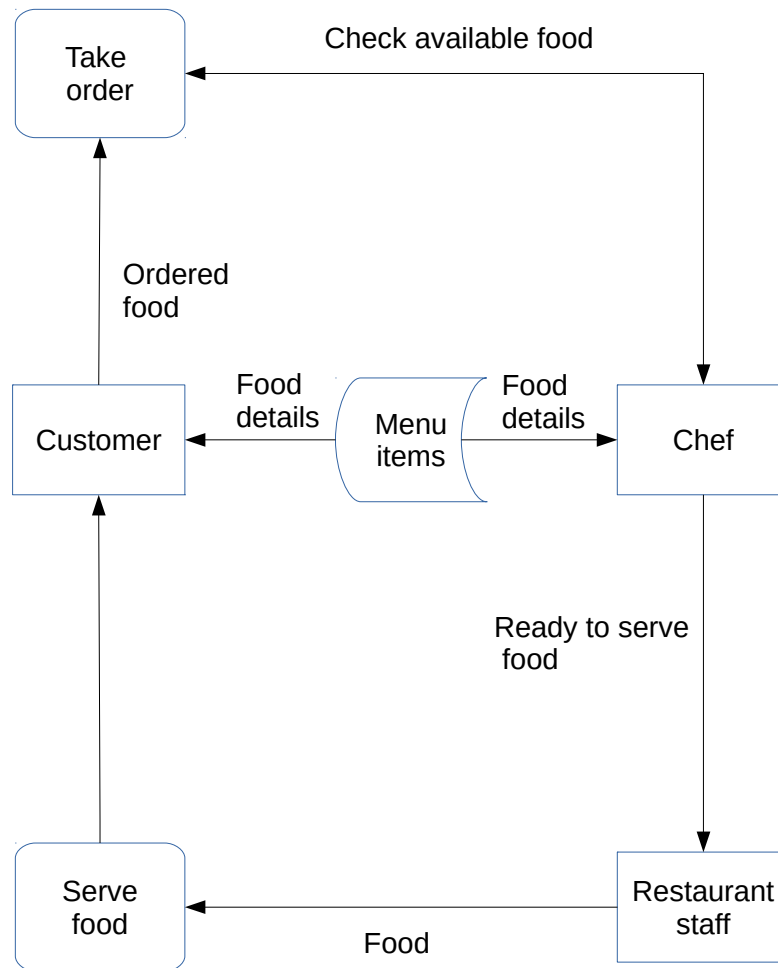 Check available food
Take
order
Ordered
food
Food
details
Food
details
Customer
Menu
items
Chef
Ready to serve
food
Serve
food
Restaurant
staff
Food